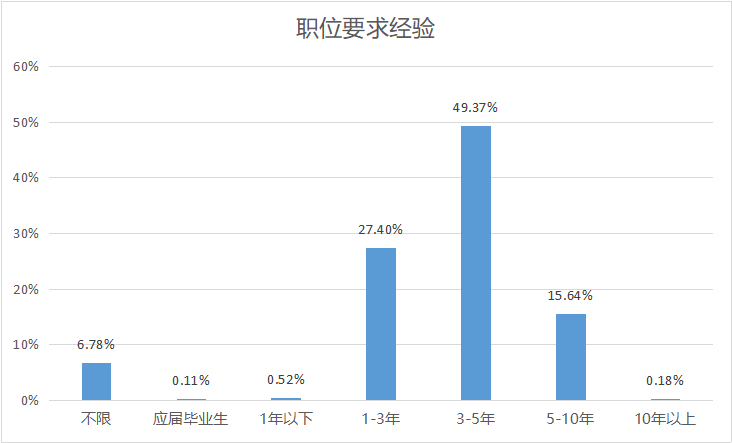 职位要求经验
60%
50%
40%
30%
20%
10%
0%
6.78%
0.11%
0.52%
27.40%
49.37%
15.64%
0.18%
不限
应届毕业生
1年以下
1-3年
3-5年
5-10年
10年以上